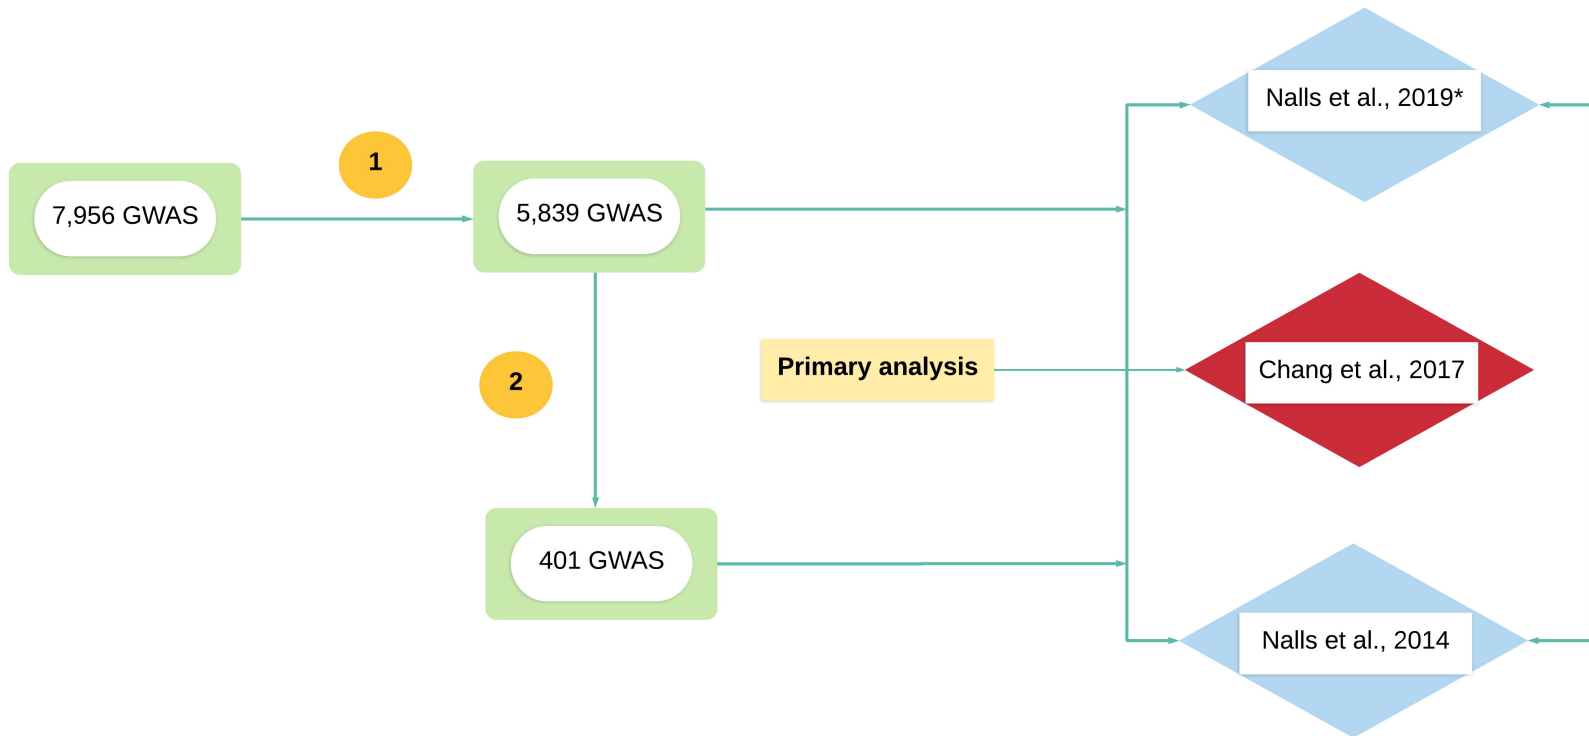 Nalls et al., 2019*
1
7,956 GWAS
5,839 GWAS
Primary analysis
Chang et al., 2017
2
401 GWAS
Nalls et al., 2014